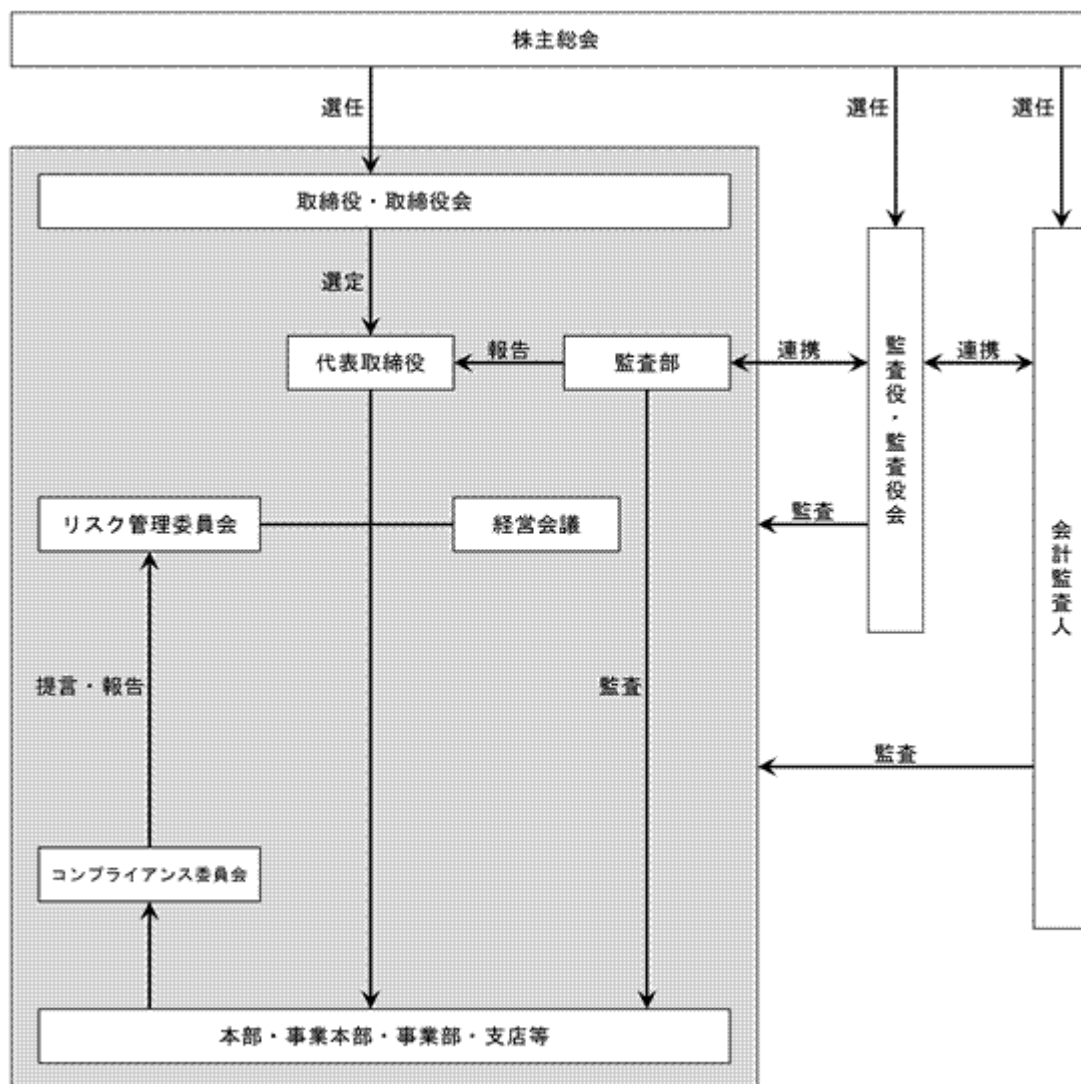 株主総会
選任
選任
選任
取締役・取締役会
選定
代表取締役
報告
監査部
連携
監査役・監査役会
連携
会計監査人
リスク管理委員会
経営会議
監査
提言・報告
監査
監査
コンプライアンス委員会
本部・事業本部・事業部・支店等